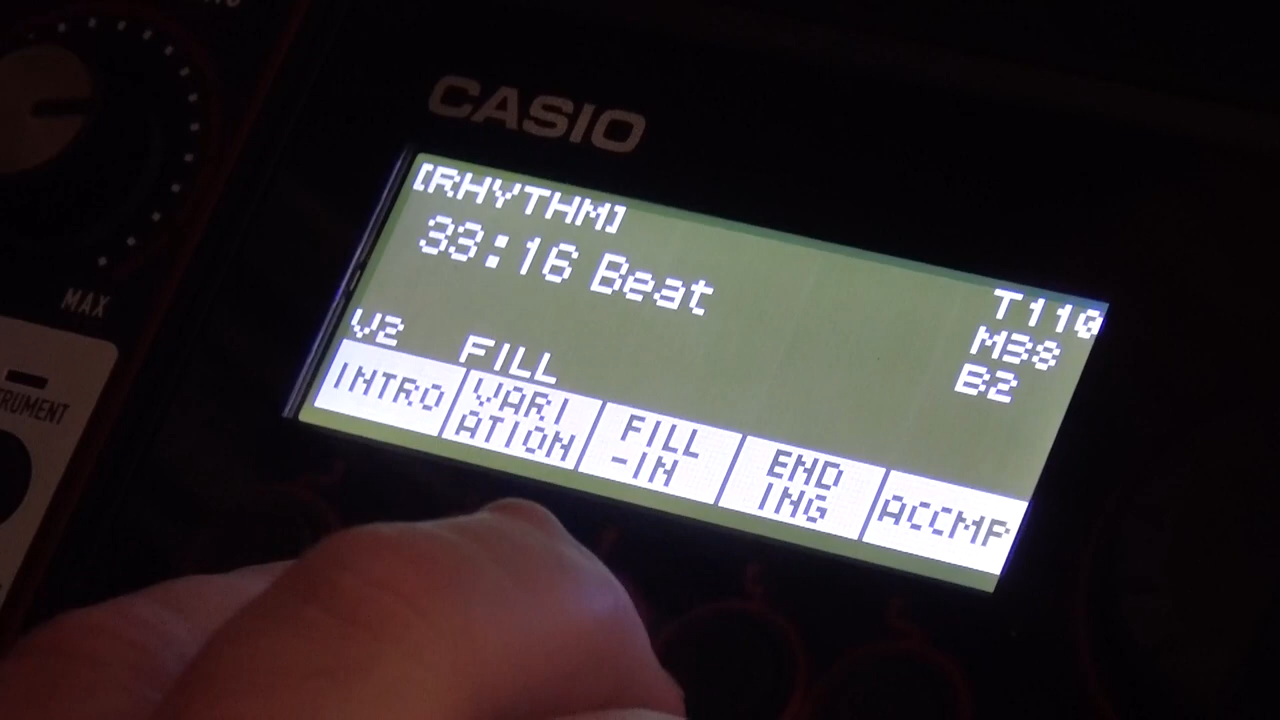 CASIO
[RHYTHM]
33:16 Beat
T110
M38
B2
V2 FILL
INTRO
VARI
ATION
FILL
-IN
END
ING
ACCMP
MAX